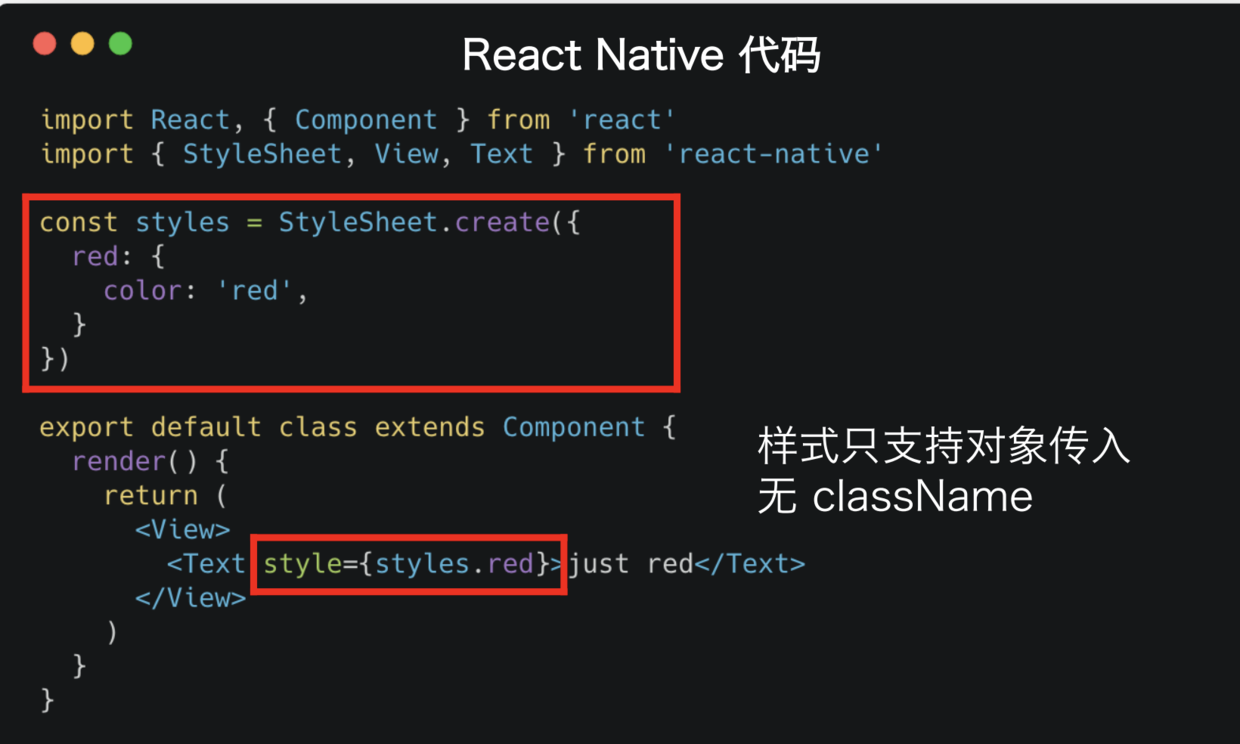 React Native 代码
import React, { Component } from 'react'
import { StyleSheet, View, Text } from 'react-native'
const styles = StyleSheet.create({
  red: {
    color: 'red',
  }
})
export default class extends Component {
  render() {
    return (
      <View>
        <Text style={styles.red}>just red</Text>
      </View>
    )
  }
}
样式只支持对象传入
无 className